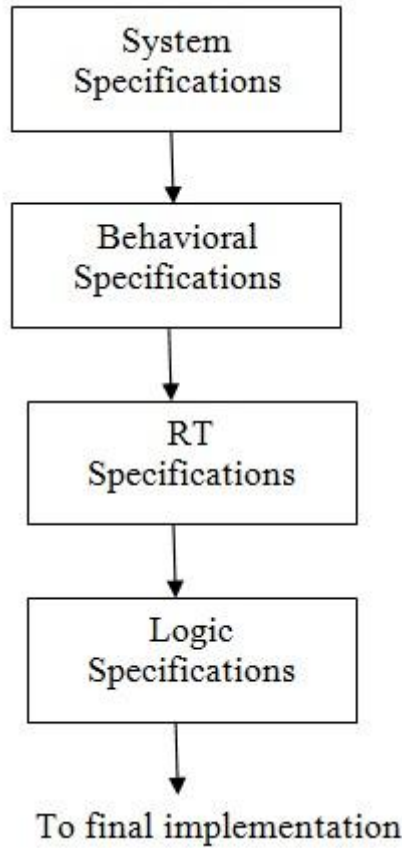 System
Specifications
Behavioral
Specifications
RT
Specifications
Logic
Specifications
To final implementation